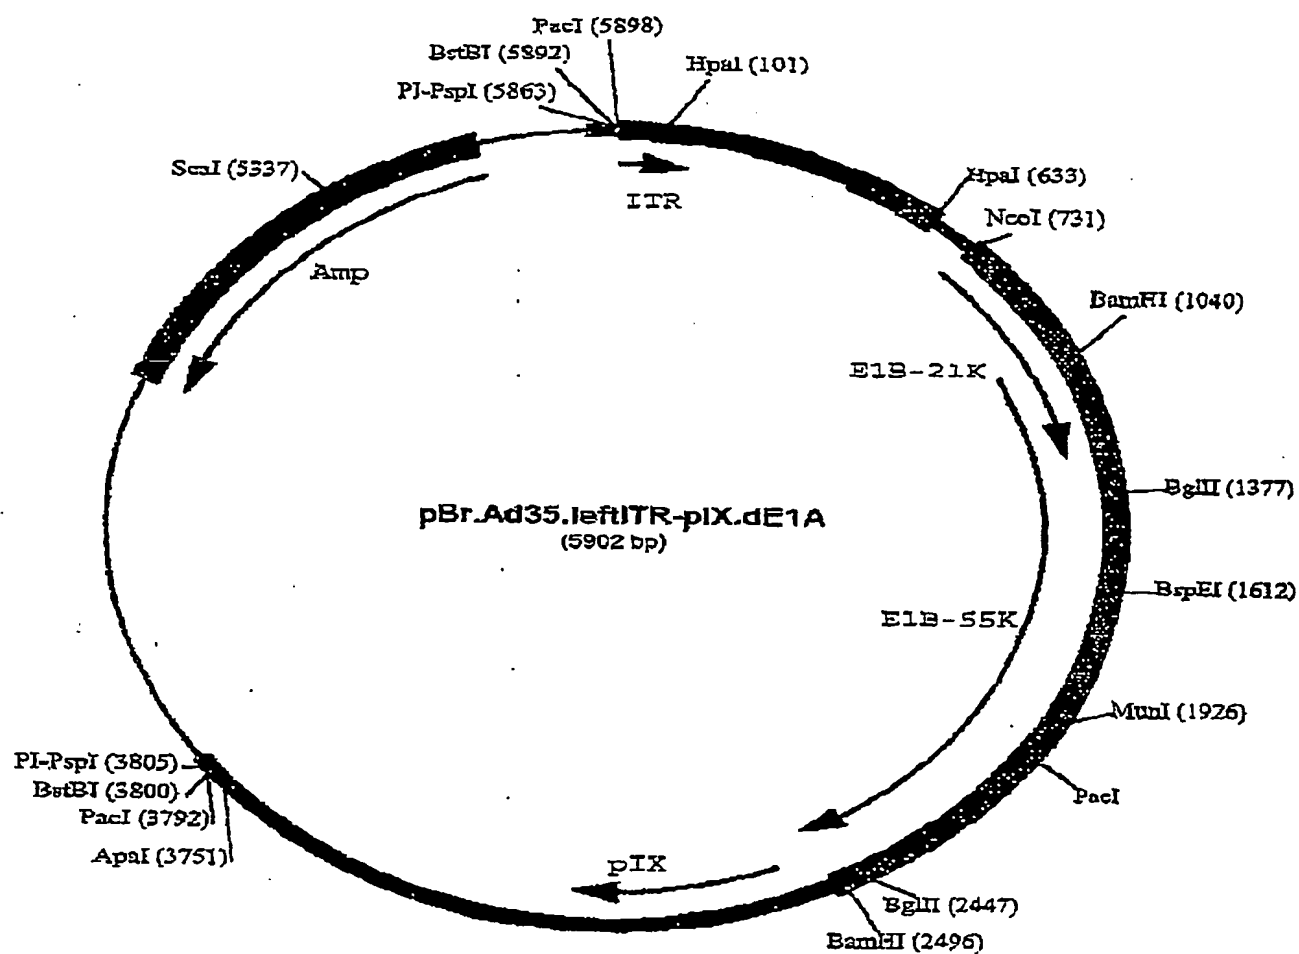 PacI (5898)
BstBI (5892)
PI-PspI (5863)
HpaI (101)
ScaI (5337)
HpaI (633)
NcoI (731)
ITR
Amp
BamHI (1040)
E1B-21K
BglII (1377)
pBr.Ad35.leftITR-pIX.dE1A
(5902 bp)
BspEI (1612)
E1B-55K
MunI (1926)
PI-PspI (3805)
BstBI (3800)
PacI (3792)
ApaI (3751)
PacI
pIX
BglII (2447)
BamHI (2496)